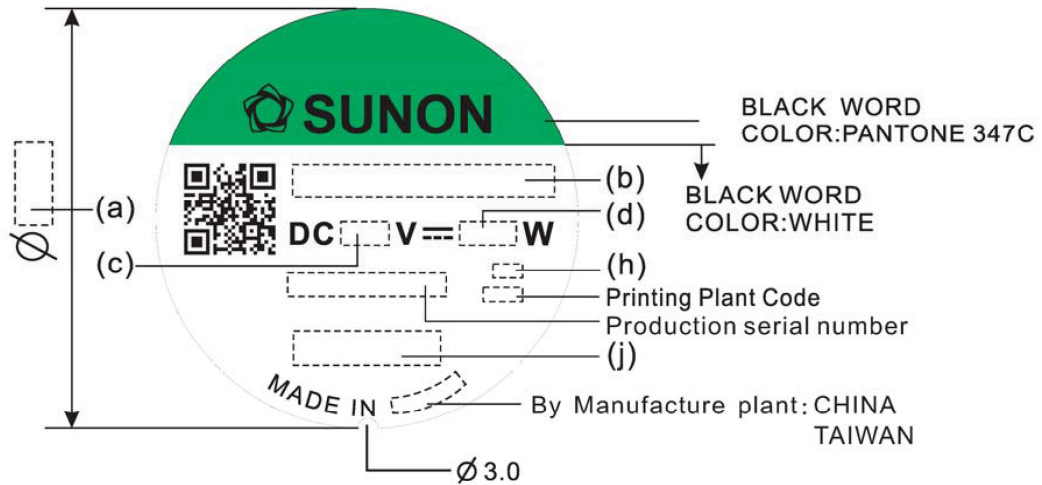 SUNON
BLACK WORD
COLOR:PANTONE 347C
(b)
BLACK WORD
COLOR:WHITE
(a)
(d)
DC V W
Ø
(c)
(h)
Printing Plant Code
Production serial number
(j)
MADE IN
By Manufacture plant: CHINA
TAIWAN
Ø 3.0